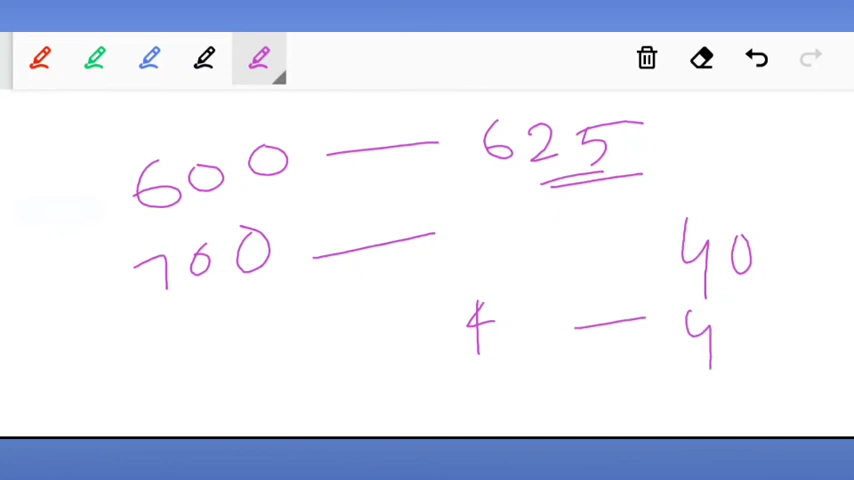 600 — 625
700 —
40
4 — 4